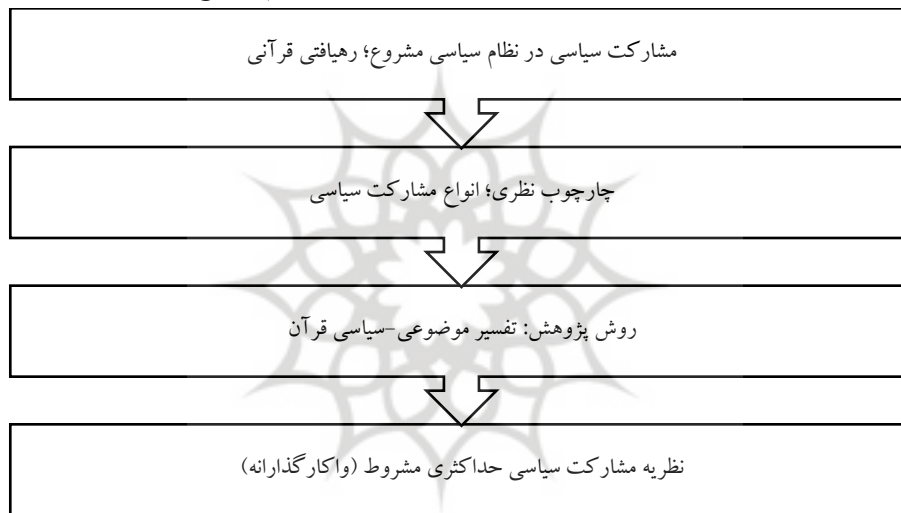 مشارکت سیاسی در نظام سیاسی مشروع؛ رهیافتی قرآنی
چارچوب نظری؛ انواع مشارکت سیاسی
روش پژوهش: تفسیر موضوعی-سیاسی قرآن
نظریه مشارکت سیاسی حداکثری مشروط (واکارگذارانه)